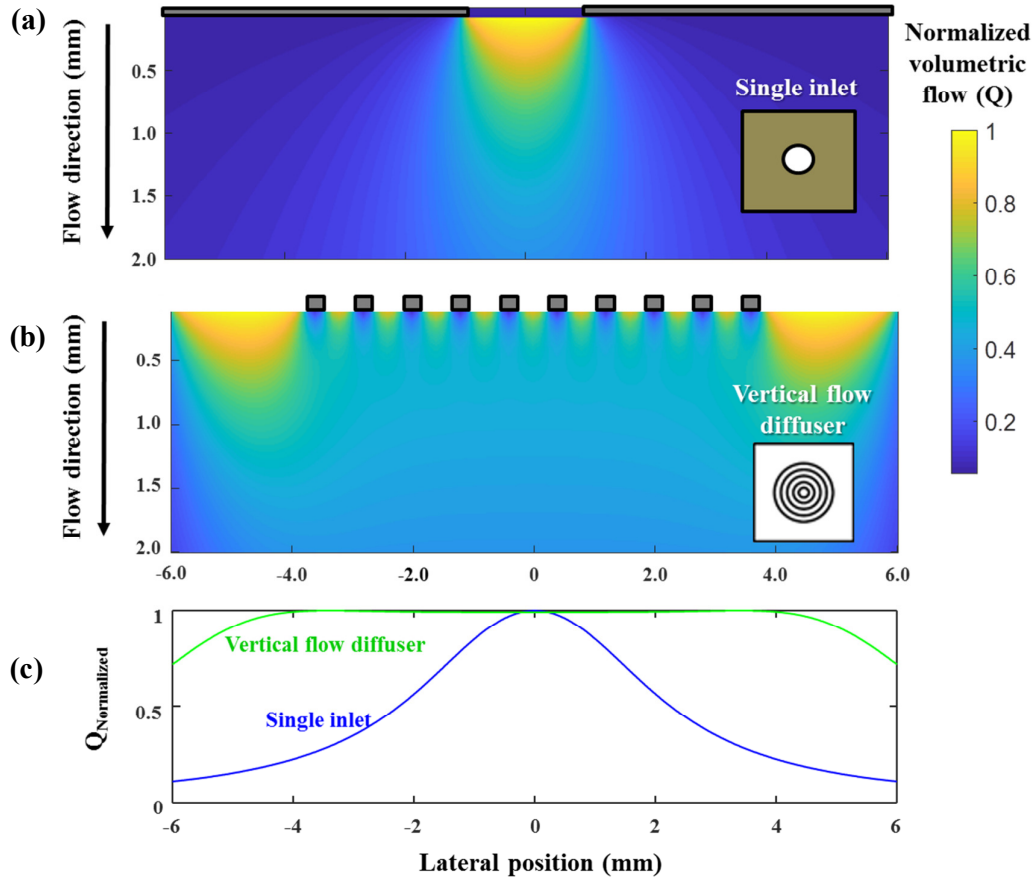 (a)
Flow direction (mm)
0.5
1.0
1.5
2.0
Single inlet
Normalized
volumetric
flow (Q)
1
0.8
0.6
0.4
0.2
(b)
Flow direction (mm)
0.5
1.0
1.5
2.0
Vertical flow
diffuser
-6.0 -4.0 -2.0 0 2.0 4.0 6.0
(c)
QNormalized
1
0.5
0
Vertical flow diffuser
Single inlet
-6 -4 -2 0 2 4 6
Lateral position (mm)